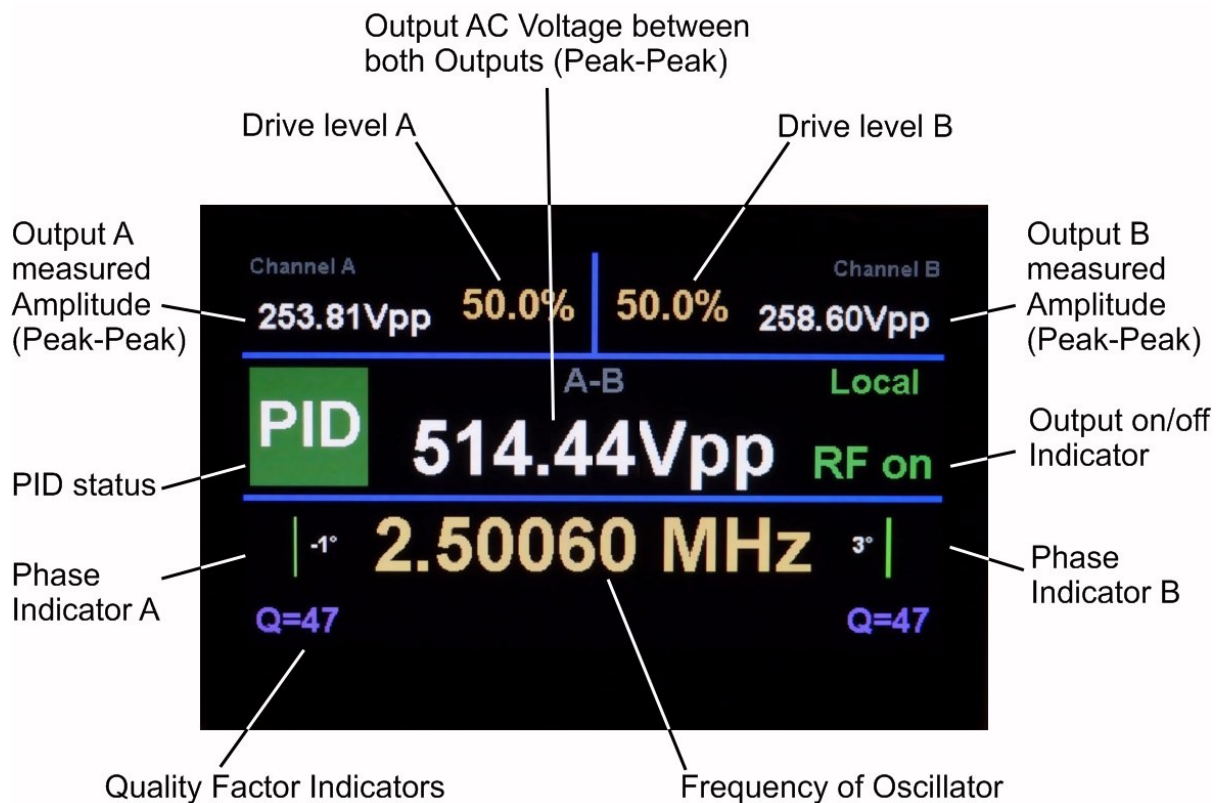 Output AC Voltage between
both Outputs (Peak-Peak)
Drive level A
Drive level B
Output A
measured
Amplitude
(Peak-Peak)
Output B
measured
Amplitude
(Peak-Peak)
Channel A
Channel B
253.81Vpp
50.0%
50.0%
258.60Vpp
PID
A-B
Local
514.44Vpp
RF on
PID status
Output on/off
Indicator
-1°
2.50060 MHz
3°
Phase
Indicator A
Phase
Indicator B
Q=47
Q=47
Quality Factor Indicators
Frequency of Oscillator